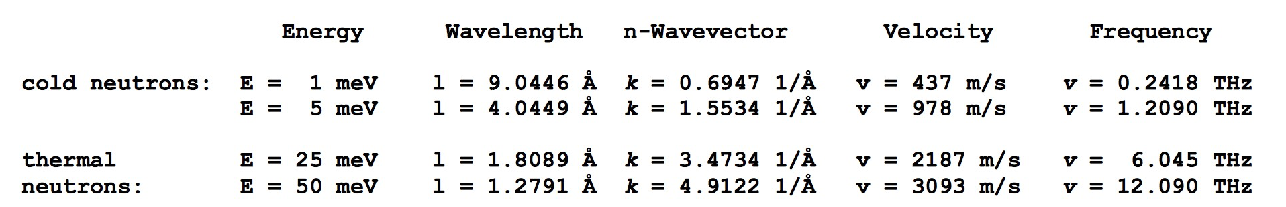 Energy Wavelength n-Wavevector Velocity Frequency
cold neutrons: E = 1 meV l = 9.0446 Å k = 0.6947 1/Å v = 437 m/s ν = 0.2418 THz
E = 5 meV l = 4.0449 Å k = 1.5534 1/Å v = 978 m/s ν = 1.2090 THz
thermal E = 25 meV l = 1.8089 Å k = 3.4734 1/Å v = 2187 m/s ν = 6.045 THz
neutrons: E = 50 meV l = 1.2791 Å k = 4.9122 1/Å v = 3093 m/s ν = 12.090 THz